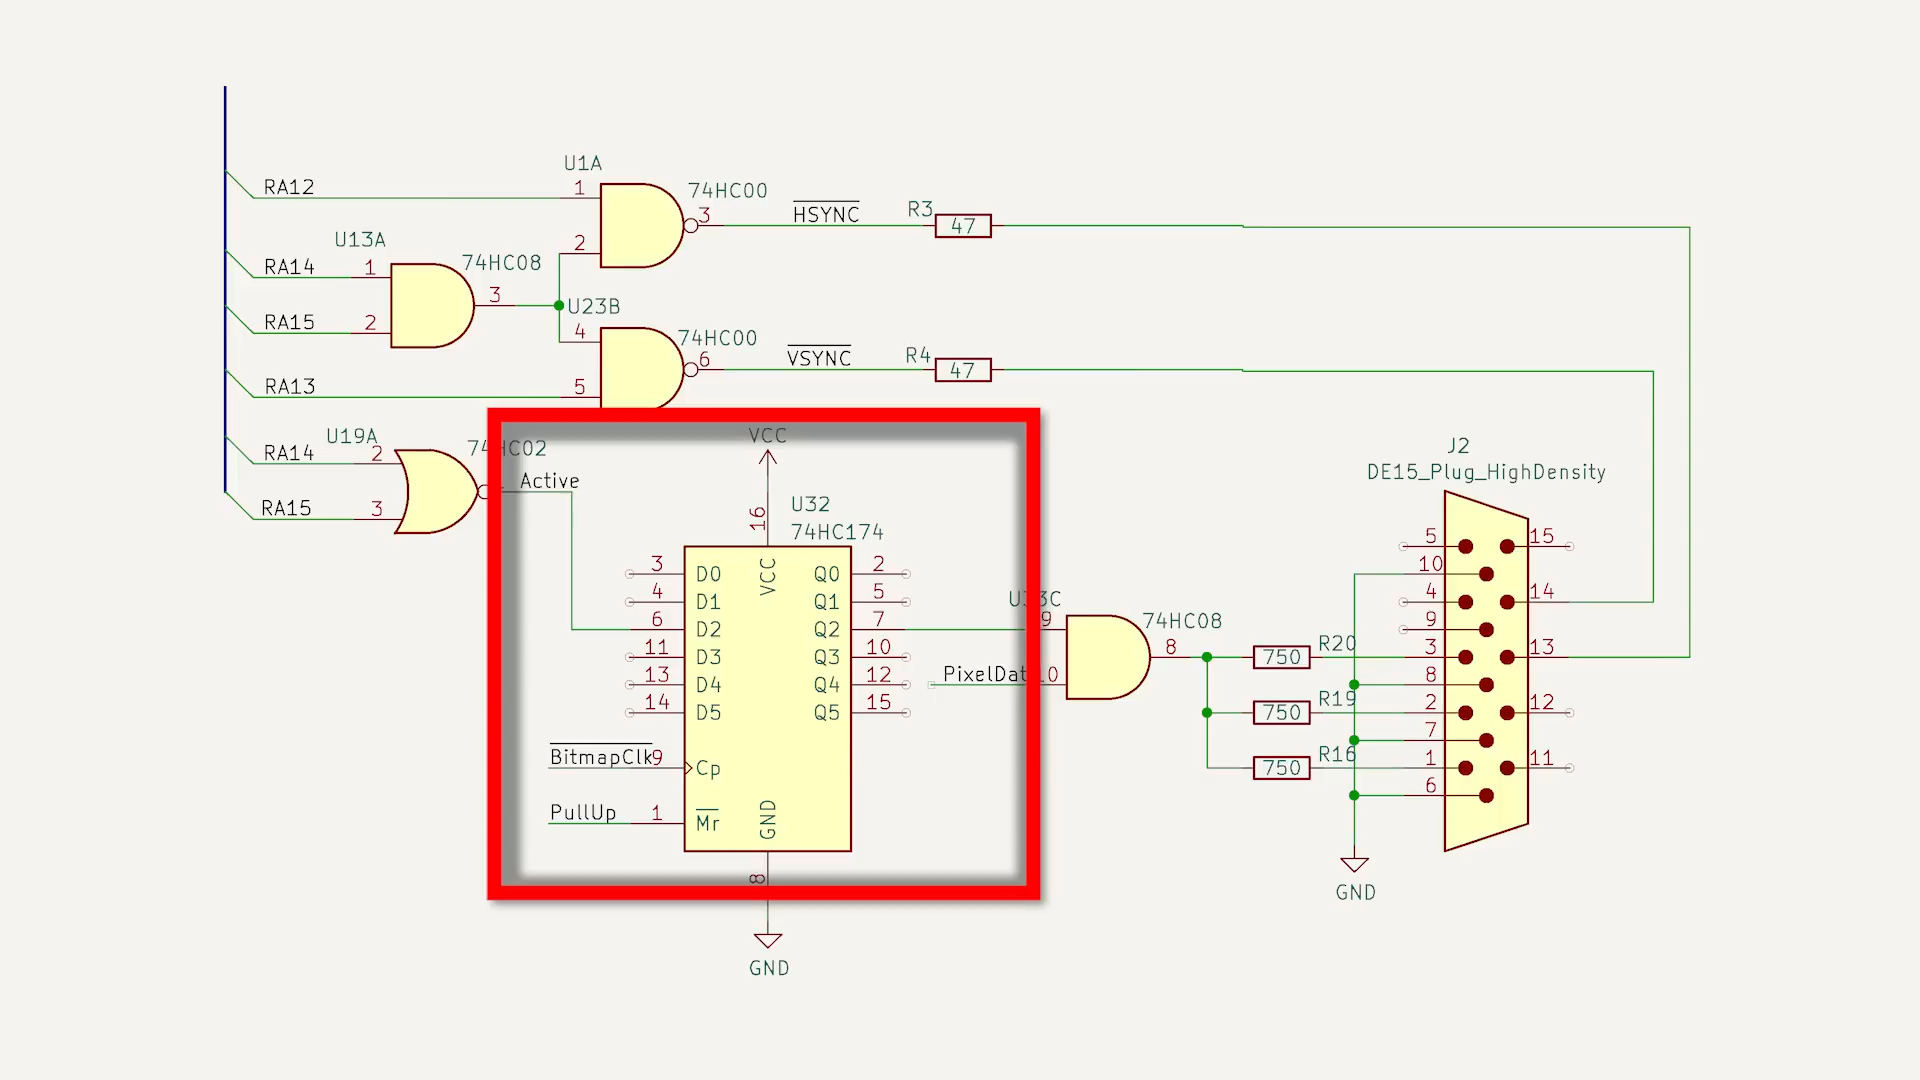 U1A
RA12
1
74HC00
3
HSYNC
R3
47
2
U13A
RA14
1
74HC08
3
RA15
2
U23B
4
74HC00
6
VSYNC
R4
47
RA13
5
U19A
RA14
2
74HC02
Active
RA15
3
VCC
16
U32
74HC174
3
D0
VCC
Q0
2
4
D1
Q1
5
6
D2
Q2
7
11
D3
Q3
10
13
D4
Q4
12
14
D5
Q5
15
BitmapClk
9
Cp
PullUp
1
Mr
GND
8
GND
9
74HC08
8
PixelDat
R20
750
R19
750
R16
750
J2
DE15_Plug_HighDensity
5
15
10
4
14
9
3
13
8
2
12
7
1
11
6
GND